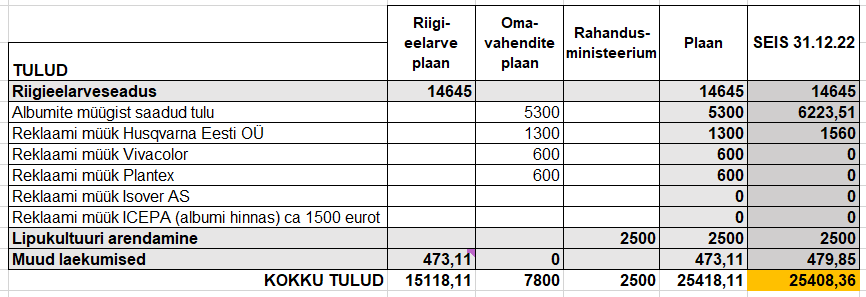 TULUD Riigi-eelarve plaan Oma-vahendite plaan Rahandus-ministeerium Plaan SEIS 31.12.22
Riigieelarveseadus 14645 14645 14645
Albumite müügist saadud tulu 5300 5300 6223,51
Reklaami müük Husqvarna Eesti OÜ 1300 1300 1560
Reklaami müük Vivacolor 600 600 0
Reklaami müük Plantex 600 600 0
Reklaami müük Isover AS 0 0
Reklaami müük ICEPA (albumi hinnas) ca 1500 eurot 0 0
Lipukultuuri arendamine 2500 2500 2500
Muud laekumised 473,11 0 473,11 479,85
KOKKU TULUD 15118,11 7800 2500 25418,11 25408,36